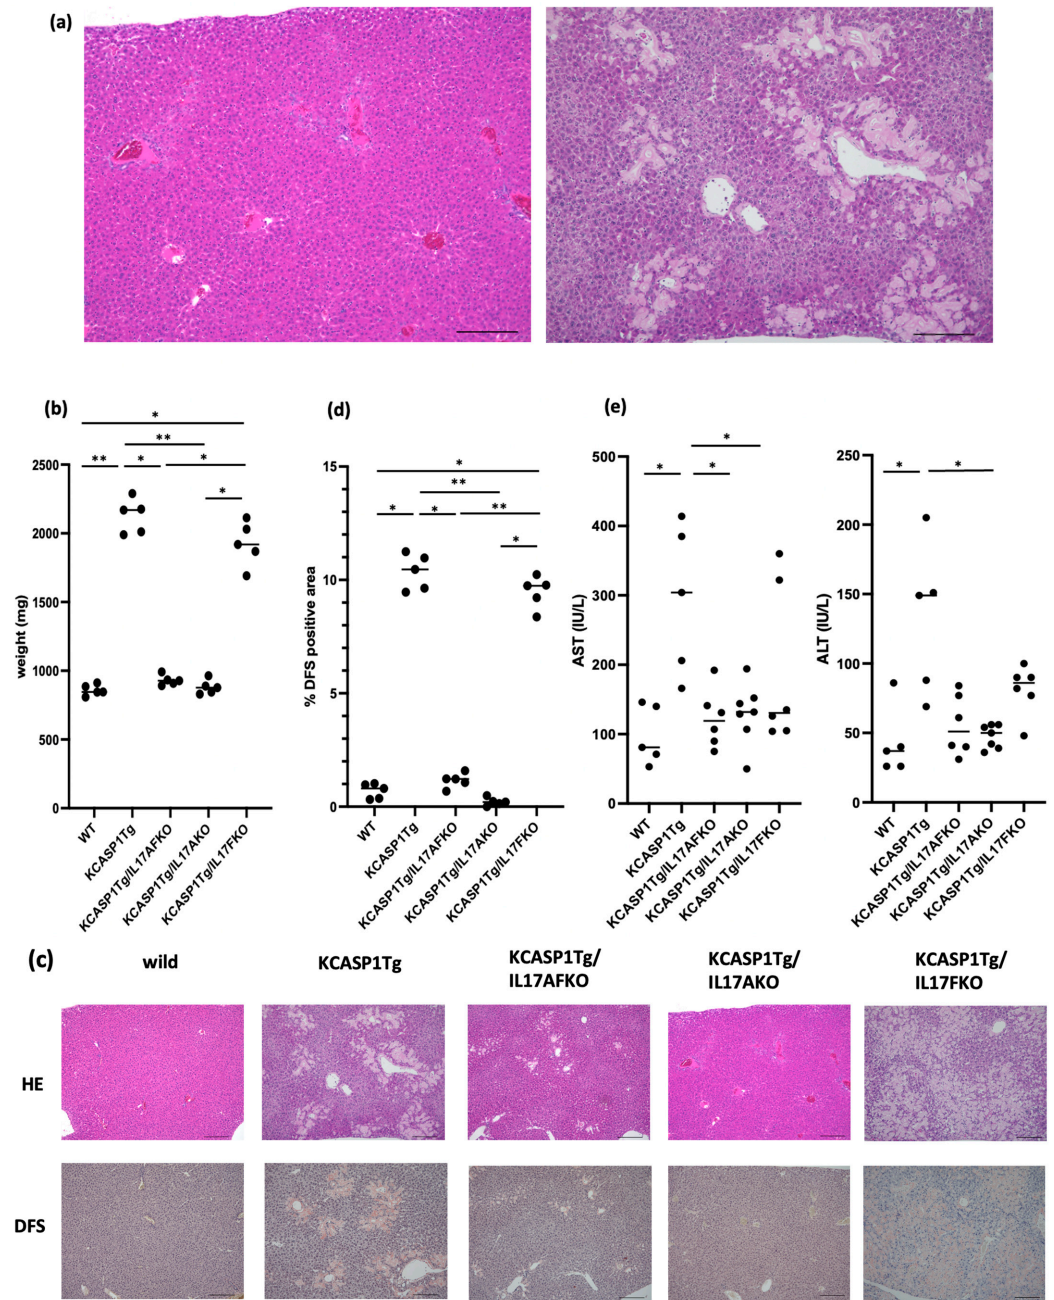 (a)
(b)
* 
**
** * *
*
weight (mg)
2500
2000
1500
1000
500
0
WT
KCASP1Tg
KCASP1Tg/IL17AFKO
KCASP1Tg/IL17AKO
KCASP1Tg/IL17FKO
(d)
*
**
* * **
*
% DFS positive area
15
10
5
0
WT
KCASP1Tg
KCASP1Tg/IL17AFKO
KCASP1Tg/IL17AKO
KCASP1Tg/IL17FKO
(e)
*
* *
AST (IU/L)
500
400
300
200
100
0
WT
KCASP1Tg
KCASP1Tg/IL17AFKO
KCASP1Tg/IL17AKO
KCASP1Tg/IL17FKO
* *
ALT (IU/L)
250
200
150
100
50
0
WT
KCASP1Tg
KCASP1Tg/IL17AFKO
KCASP1Tg/IL17AKO
KCASP1Tg/IL17FKO
(c)
wild
KCASP1Tg
KCASP1Tg/
IL17AFKO
KCASP1Tg/
IL17AKO
KCASP1Tg/
IL17FKO
HE
DFS